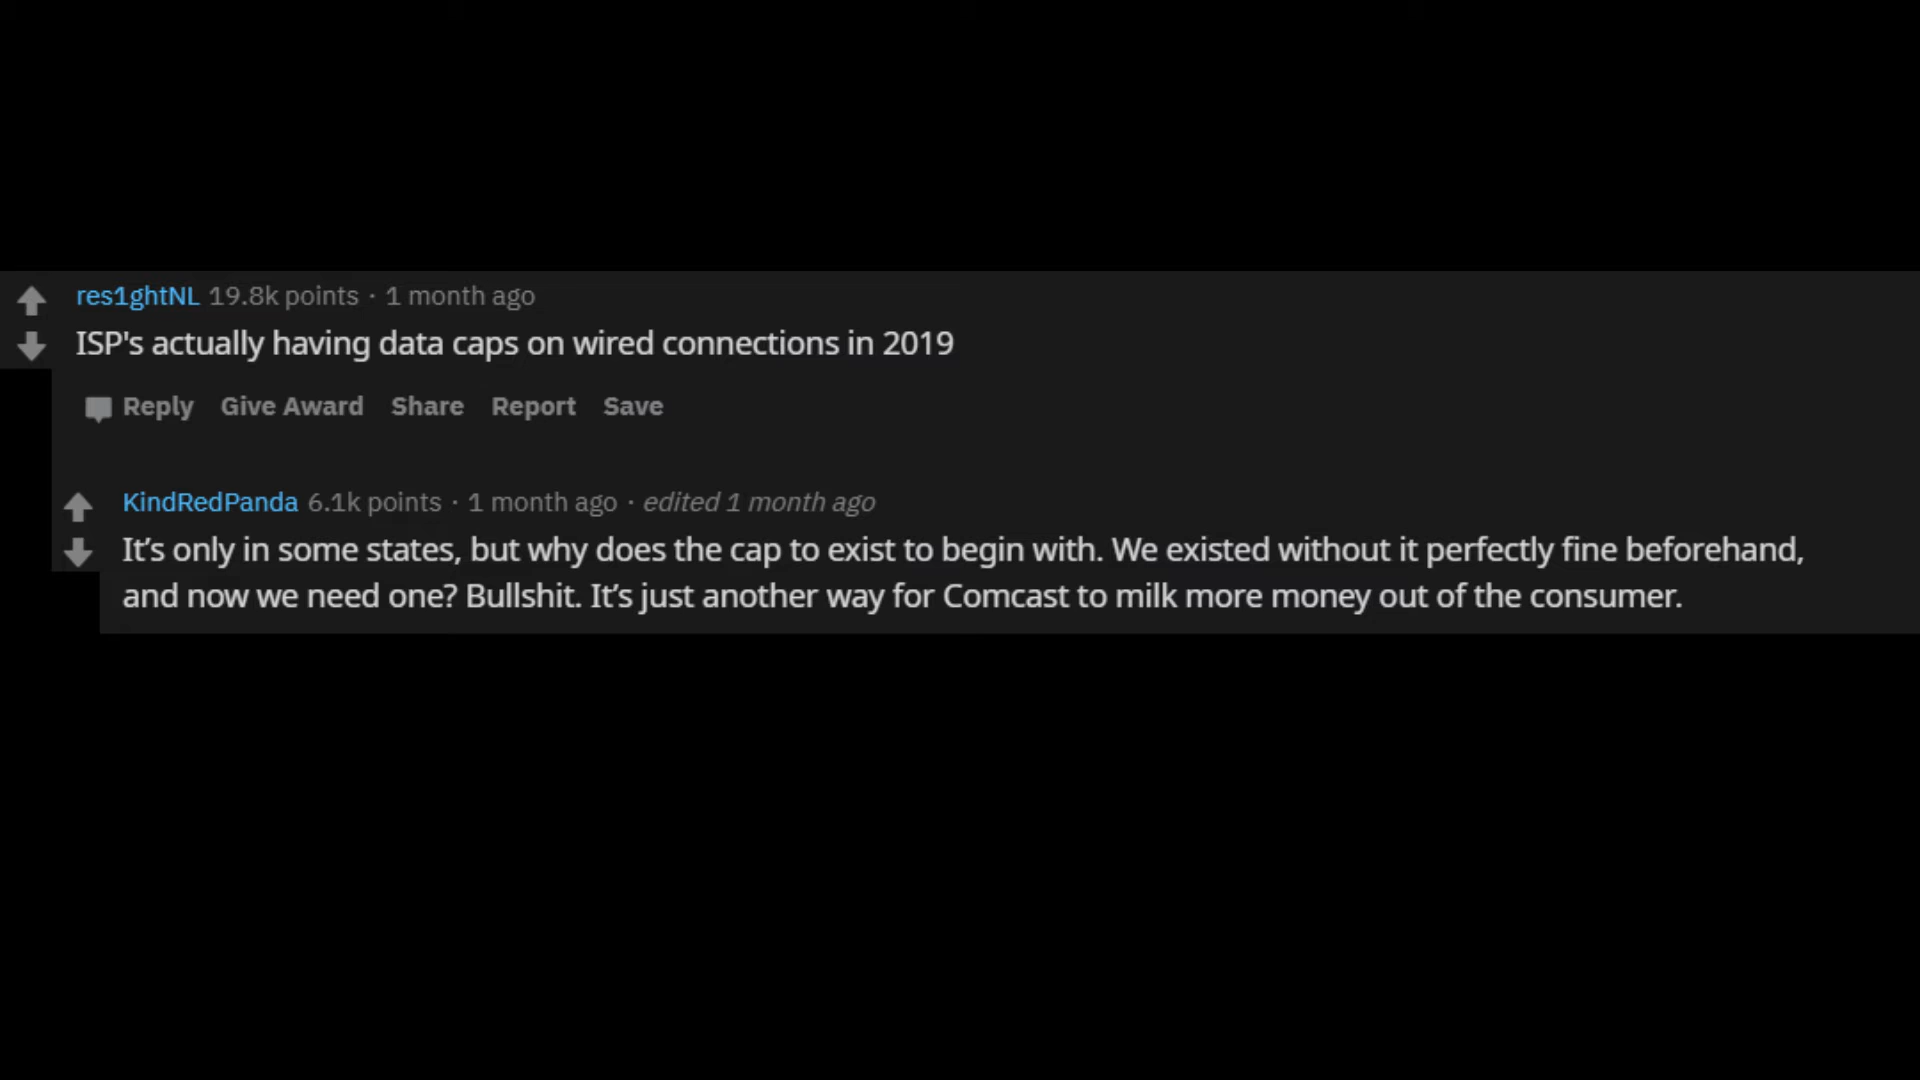 res1ghtNL 19.8k points · 1 month ago
ISP's actually having data caps on wired connections in 2019
Reply Give Award Share Report Save
KindRedPanda 6.1k points · 1 month ago · edited 1 month ago
It’s only in some states, but why does the cap to exist to begin with. We existed without it perfectly fine beforehand,
and now we need one? Bullshit. It’s just another way for Comcast to milk more money out of the consumer.